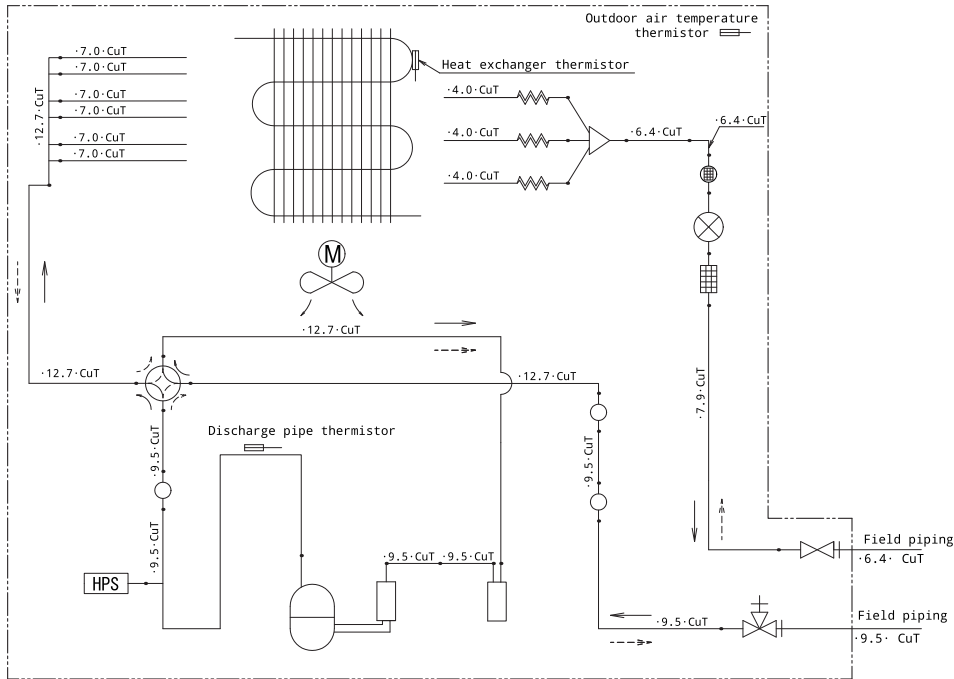 Outdoor air temperature
thermistor
·7.0·CuT
·7.0·CuT
·7.0·CuT
·7.0·CuT
·7.0·CuT
·7.0·CuT
·12.7·CuT
Heat exchanger thermistor
·4.0·CuT
·4.0·CuT
·4.0·CuT
·6.4·CuT
·6.4·CuT
M
·12.7·CuT
·12.7·CuT
·12.7·CuT
·7.9·CuT
Discharge pipe thermistor
·9.5·CuT
·9.5·CuT
·9.5·CuT
·9.5·CuT ·9.5·CuT
HPS
Field piping
·6.4· CuT
·9.5·CuT
Field piping
·9.5· CuT